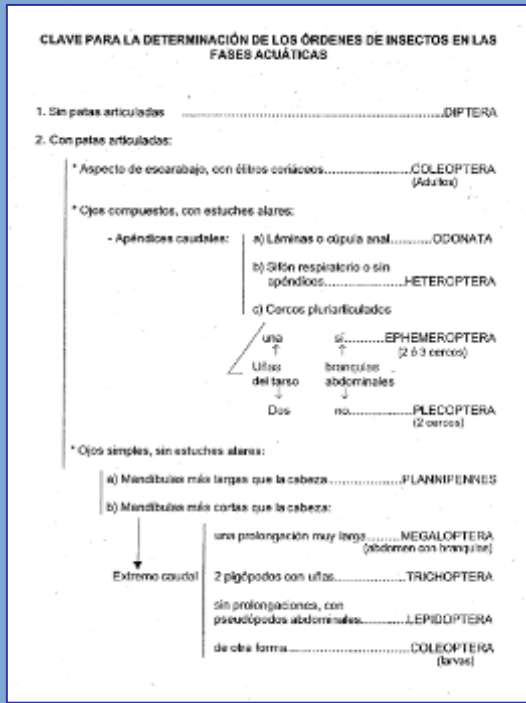 CLAVE PARA LA DETERMINACIÓN DE LOS ÓRDENES DE INSECTOS EN LAS
FASES ACUÁTICAS
1. Sin patas articuladas ........................................DIPTERA
2. Con patas articuladas:
* Aspecto de escarabajo, con élitros coriáceos....................COLEOPTERA
(Adultos)
* Ojos compuestos, con estuches alares:
- Apéndices caudales: a) Láminas o cúpula anal..........ODONATA
b) Sifón respiratorio o sin
apéndices....................HETEROPTERA
c) Cercos pluriarticulados
una sí..........EPHEMEROPTERA
(2 ó 3 cercos)
Uñas branquias
del tarso abdominales
Dos no..........PLECOPTERA
(2 cercos)
* Ojos simples, sin estuches alares:
a) Mandíbulas más largas que la cabeza..................PLANNIPENNES
b) Mandíbulas más cortas que la cabeza:
una prolongación muy larga........MEGALOPTERA
(abdomen con branquias)
Extremo caudal 2 pigópodos con uñas..................TRICHOPTERA
sin prolongaciones, con
pseudópodos abdominales............LEPIDOPTERA
de otra forma..............................COLEOPTERA
(larvas)